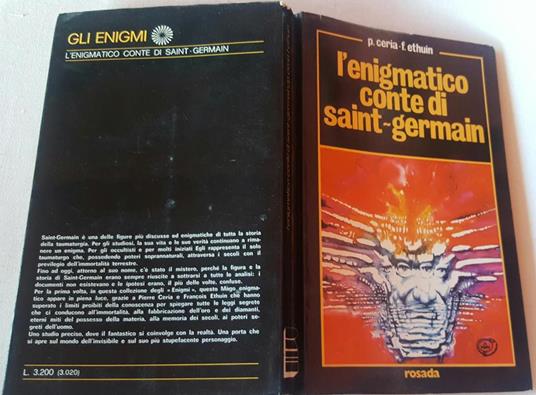 GLI ENIGMI
L'ENIGMATICO CONTE DI SAINT-GERMAIN
Saint-Germain è una delle figure più discusse ed enigmatiche di tutta la storia
della taumaturgia. Per gli studiosi, la sua vita e le sue verità continuano a rima-
nere un enigma. Per gli occultisti e per molti iniziati Egli rappresenta il solo
taumaturgo che, possedendo poteri soprannaturali, attraversa i secoli con il
previlegio dell'immortalità terrestre.
Fino ad oggi, attorno al suo nome, c'è stato il mistero, perché la figura e la
storia di Saint-Germain erano sempre riuscite a sottrarsi a tutte le analisi: i
documenti non esistevano e le ipotesi erano, il più delle volte, confuse.
Per la prima volta, in questa collezione degli « Enigmi », questo Mago enigma-
tico appare in piena luce, grazie a Pierre Ceria e François Ethuin che hanno
superato i limiti proibiti della conoscenza per spiegare tutte le leggi segrete
che ci conducono all'immortalità, alla fabbricazione dell'oro e dei diamanti,
eterni miti del possesso della materia, alla memoria dei secoli, ai poteri se-
greti dell'uomo.
Uno studio preciso, dove il fantastico si coinvolge con la realtà. Una porta che
si apre sul mondo dell'invisibile e sul suo più stupefacente personaggio.
L. 3.200 (3.020)
l'enigmatico conte di saint-germain
p. ceria-f. ethuin
l'enigmatico
conte di
saint-germain
rosada